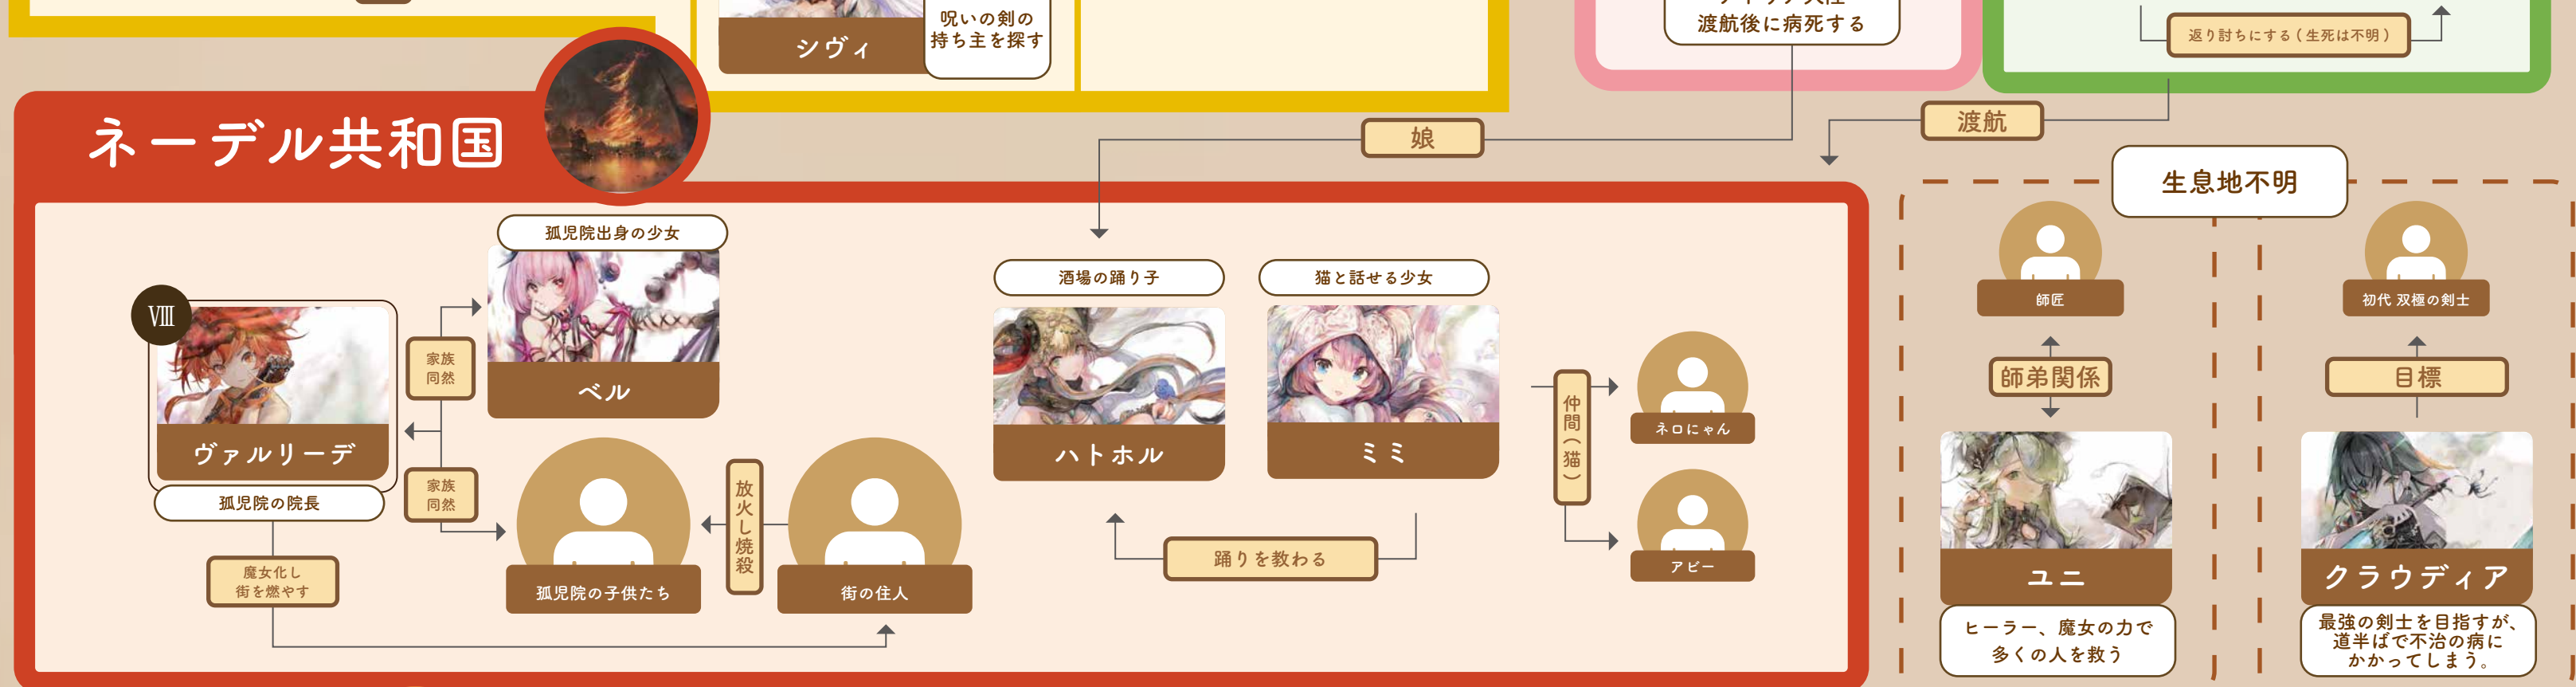 呪いの剣の
持ち主を探す
シヴィ
渡航後に病死する
返り討ちにする(生死は不明)
娘
渡航
ネーデル共和国
孤児院出身の少女
ベル
VIII
ヴァルリーデ
孤児院の院長
家族
同然
家族
同然
魔女化し
街を燃やす
孤児院の子供たち
放火し焼殺
街の住人
酒場の踊り子
ハトホル
猫と話せる少女
ミミ
踊りを教わる
仲間(猫)
ネロにゃん
アビー
生息地不明
師匠
師弟関係
ユニ
ヒーラー、魔女の力で
多くの人を救う
初代 双極の剣士
目標
クラウディア
最強の剣士を目指すが、
道半ばで不治の病に
かかってしまう。